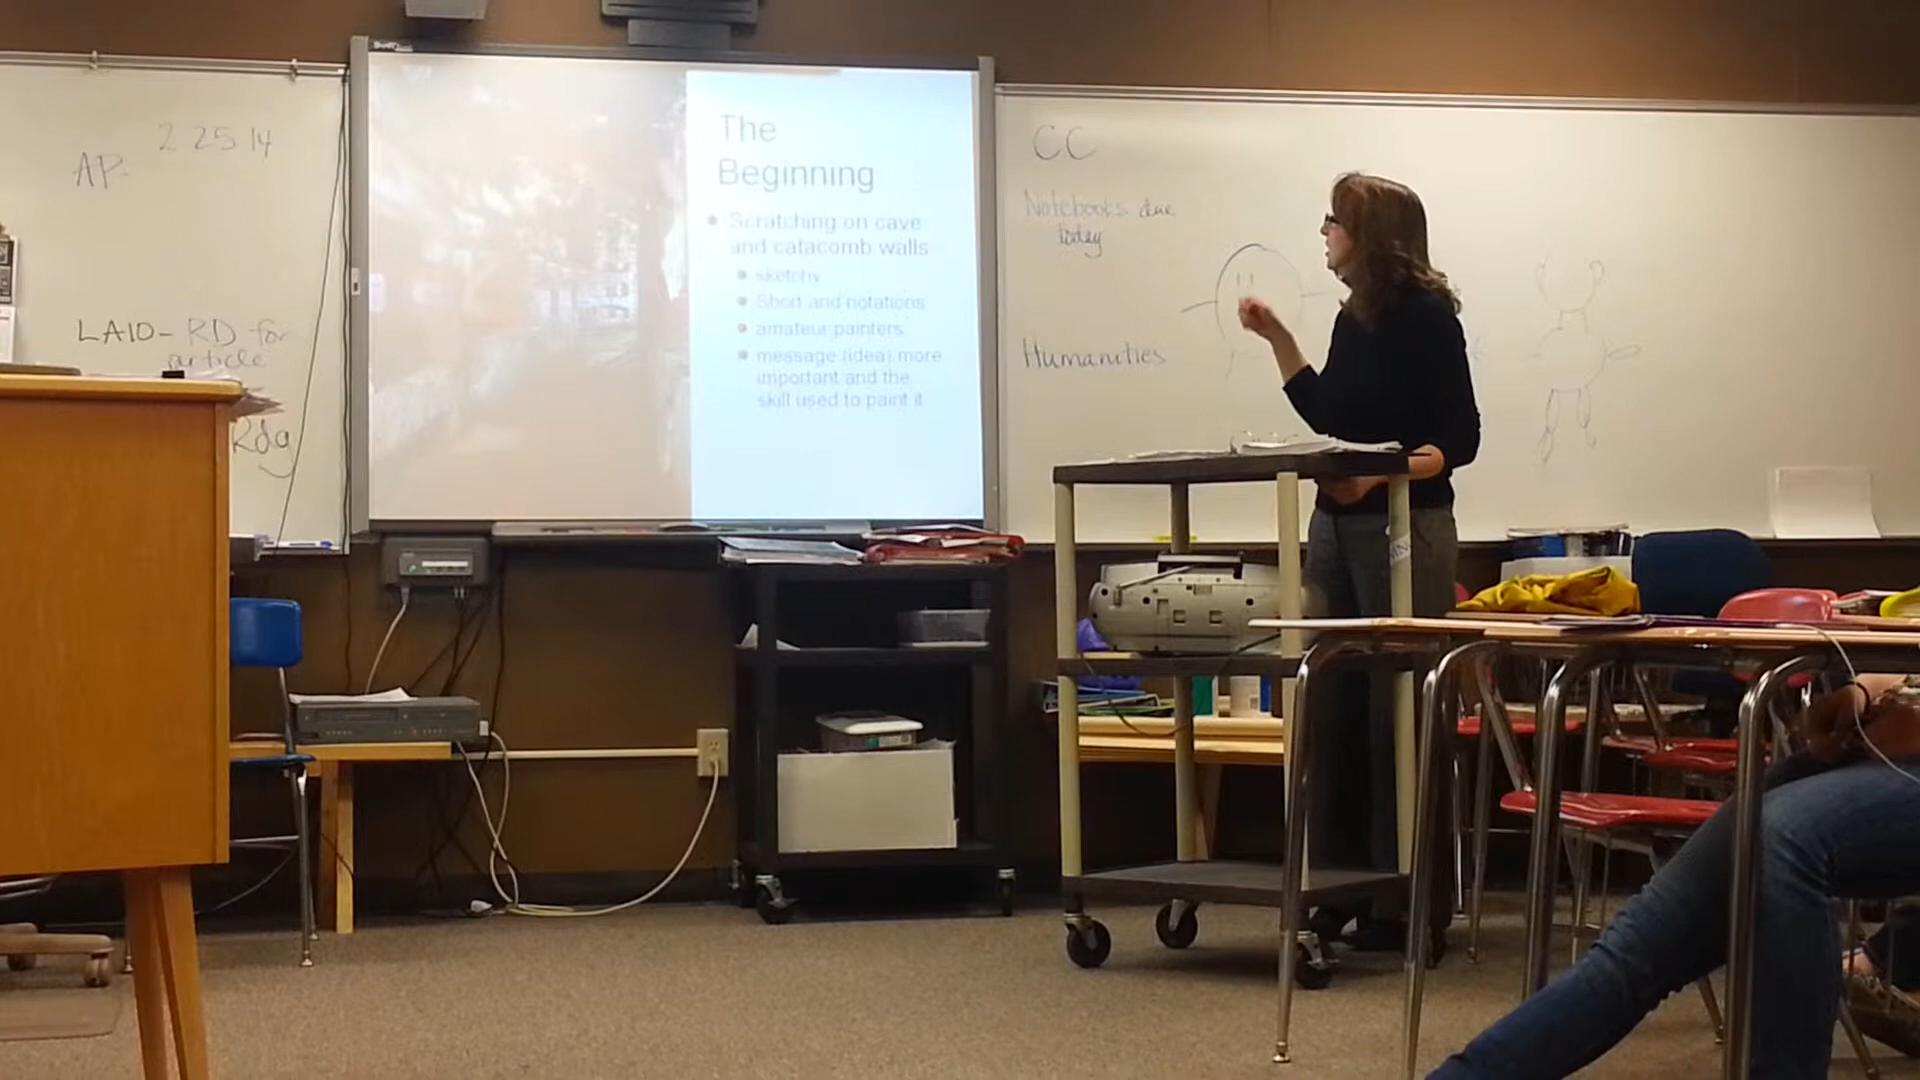 2 25 14
AP:
LA10- RD for
article
Rdg
The
Beginning
Scratching on cave
and catacomb walls
sketchy
Short and notations
amateur painters
message (idea) more
important and the
skill used to paint it
CC
Notebooks due
today
Humanities